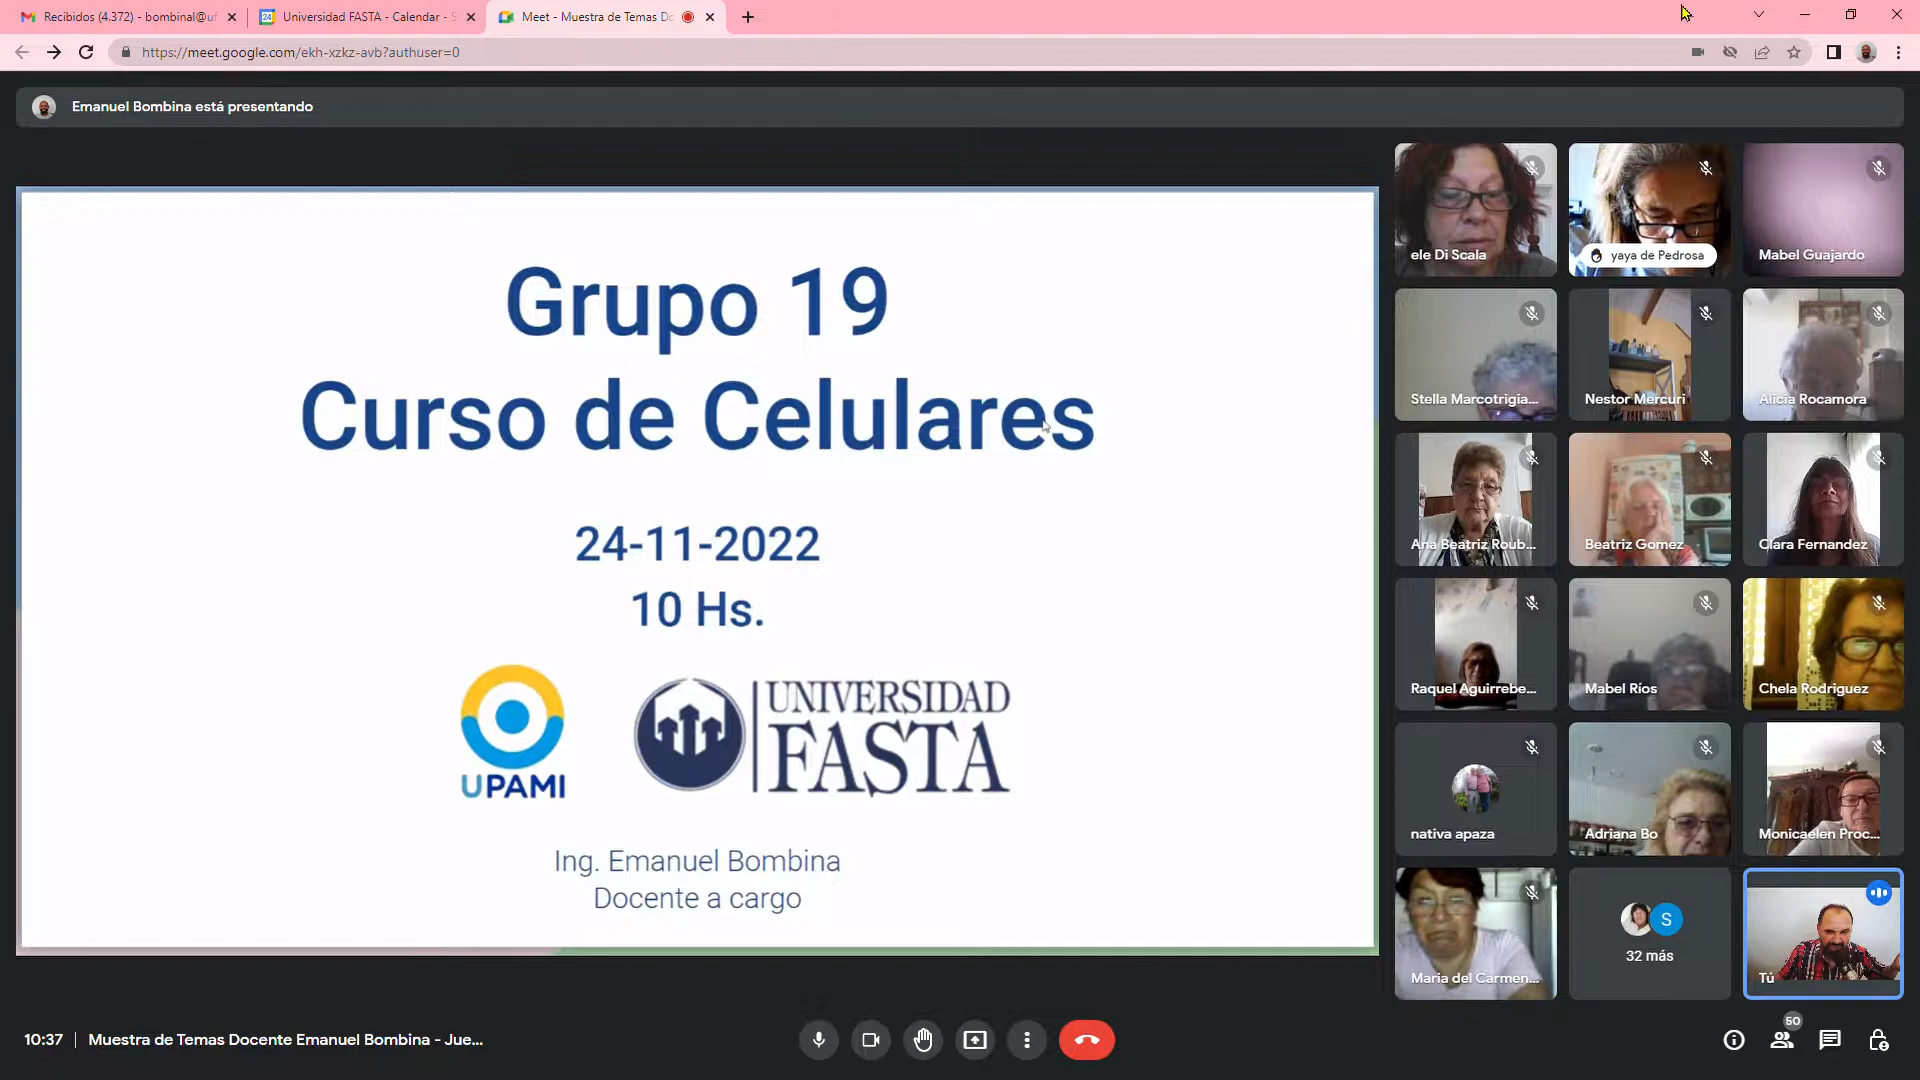 Recibidos (4.372) - bombinal@uf
Universidad FASTA - Calendar - S
Meet - Muestra de Temas Do
https://meet.google.com/ekh-xzkz-avb?authuser=0
Emanuel Bombina está presentando
Grupo 19
Curso de Celulares
24-11-2022
10 Hs.
UPAMI
UNIVERSIDAD
FASTA
Ing. Emanuel Bombina
Docente a cargo
ele Di Scala
yaya de Pedrosa
Mabel Guajardo
Stella Marcotrigia...
Nestor Mercuri
Alicia Rocamora
Ana Beatriz Roub...
Beatriz Gomez
Clara Fernandez
Raquel Aguirrebe...
Mabel Ríos
Chela Rodriguez
nativa apaza
Adriana Bo
Monicaelen Proc...
Maria del Carmen...
S
32 más
Tú
10:37
Muestra de Temas Docente Emanuel Bombina - Jue...
50